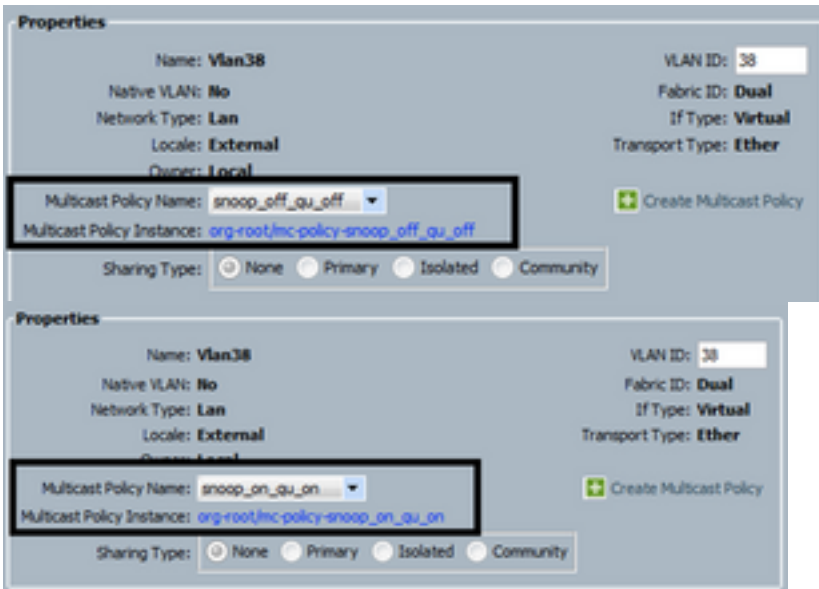 Properties
Name: Vlan38 VLAN ID: 38
Native VLAN: No Fabric ID: Dual
Network Type: Lan If Type: Virtual
Locale: External Transport Type: Ether
Owner: Local
Multicast Policy Name: snoop_off_qu_off Create Multicast Policy
Multicast Policy Instance: org-root/mc-policy-snoop_off_qu_off
Sharing Type: None Primary Isolated Community
Properties
Name: Vlan38 VLAN ID: 38
Native VLAN: No Fabric ID: Dual
Network Type: Lan If Type: Virtual
Locale: External Transport Type: Ether
Multicast Policy Name: snoop_on_qu_on Create Multicast Policy
Multicast Policy Instance: org-root/mc-policy-snoop_on_qu_on
Sharing Type: None Primary Isolated Community